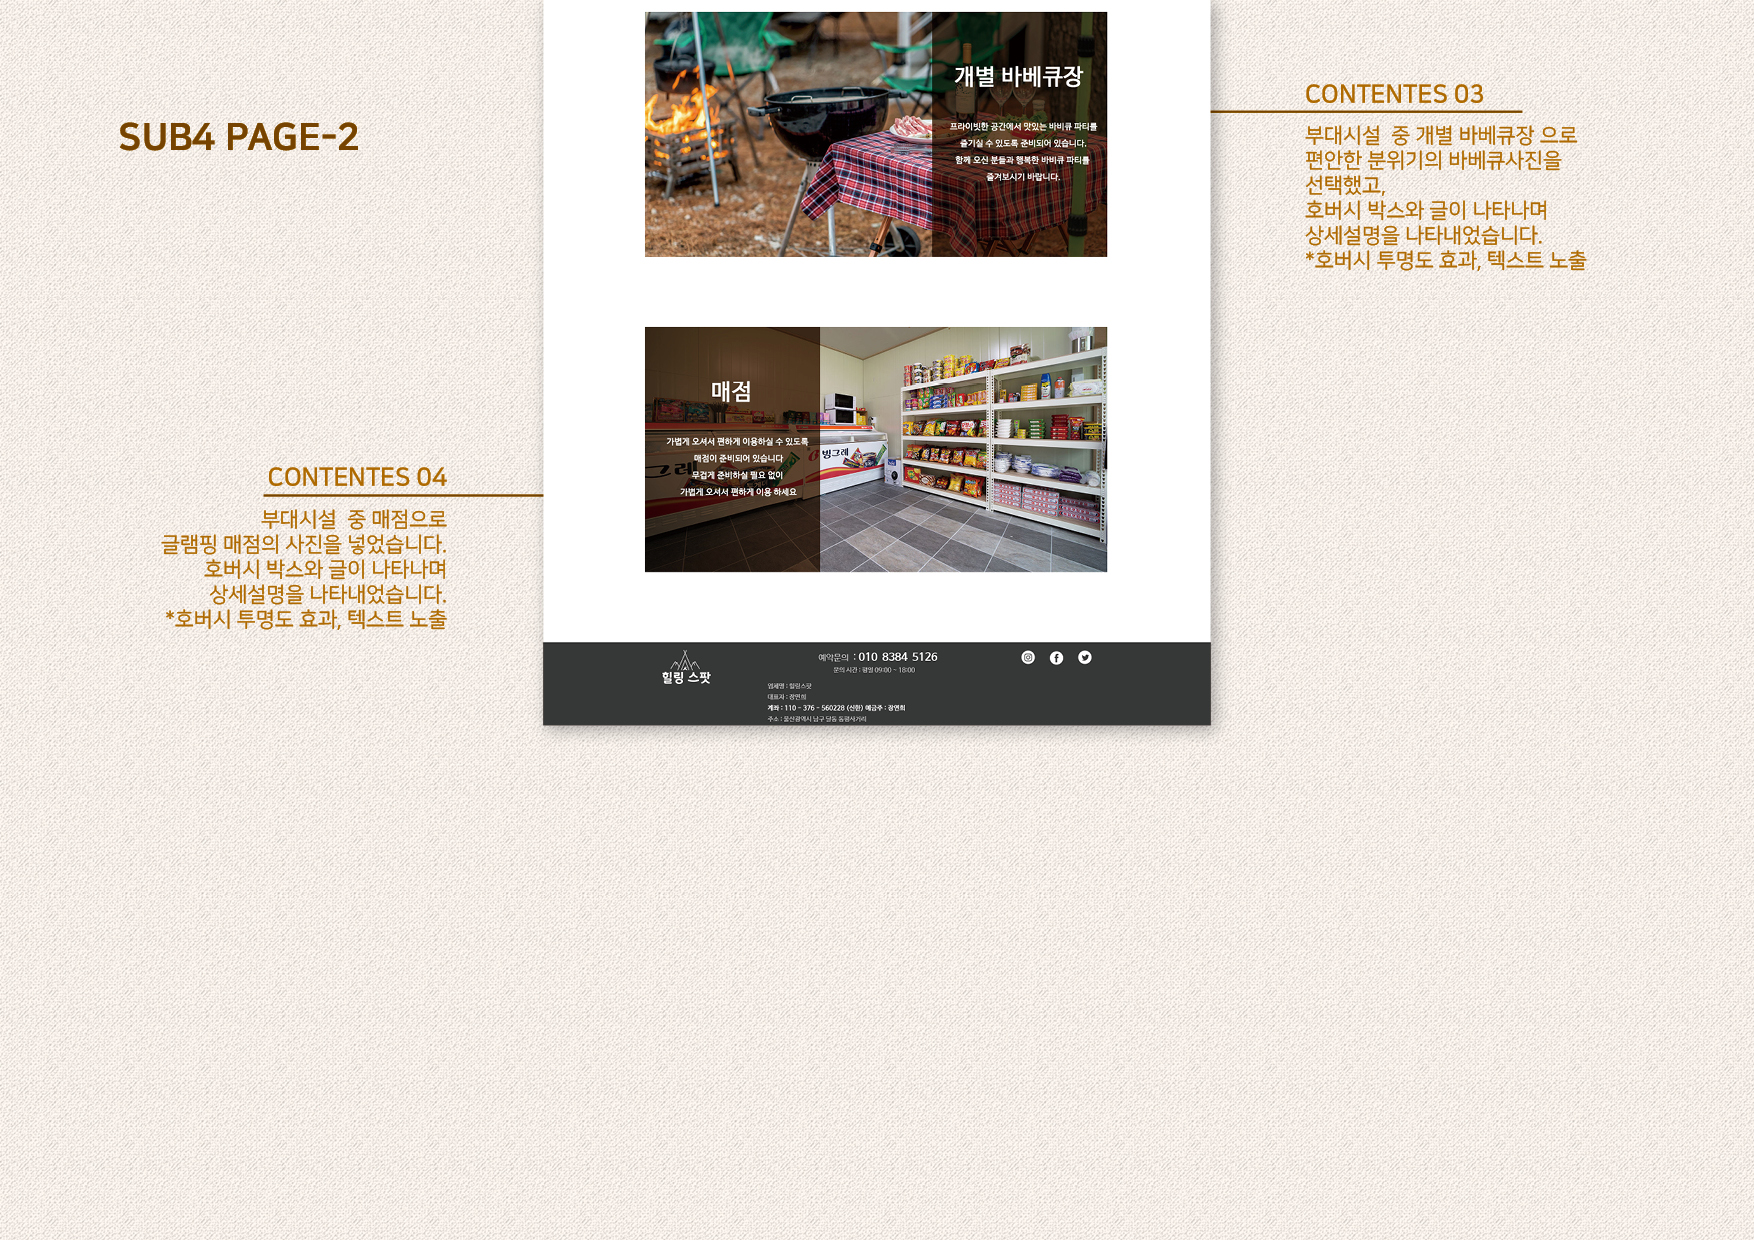 SUB4 PAGE-2
개별 바베큐장
프라이빗한 공간에서 맛있는 바비큐 파티를
즐기실 수 있도록 준비되어 있습니다.
함께 오신 분들과 행복한 바비큐 파티를
즐겨보시기 바랍니다.
CONTENTES 03
부대시설 중 개별 바베큐장 으로
편안한 분위기의 바베큐사진을
선택했고,
호버시 박스와 글이 나타나며
상세설명을 나타내었습니다.
*호버시 투명도 효과, 텍스트 노출
매점
가볍게 오셔서 편하게 이용하실 수 있도록
매점이 준비되어 있습니다
무겁게 준비하실 필요 없이
가볍게 오셔서 편하게 이용 하세요
빙그레
그레
CONTENTES 04
부대시설 중 매점으로
글램핑 매점의 사진을 넣었습니다.
호버시 박스와 글이 나타나며
상세설명을 나타내었습니다.
*호버시 투명도 효과, 텍스트 노출
힐링 스팟
예약문의 : 010 8384 5126
문의 시간 : 평일 09:00 ~ 18:00
업체명 : 힐링스팟
대표자 : 장연희
계좌 : 110 - 376 - 560228 (신한) 예금주 : 장연희
주소 : 울산광역시 남구 달동 동평사거리